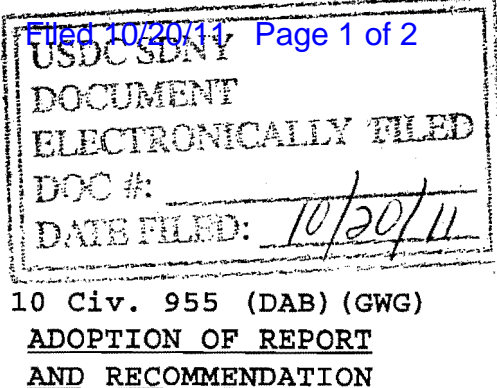 Filed 10/20/11 Page 1 of 2
USDC SDNY
DOCUMENT
ELECTRONICALLY FILED
DOC #:
DATE FILED: 10/20/11
10 Civ. 955 (DAB)(GWG)
ADOPTION OF REPORT
AND RECOMMENDATION